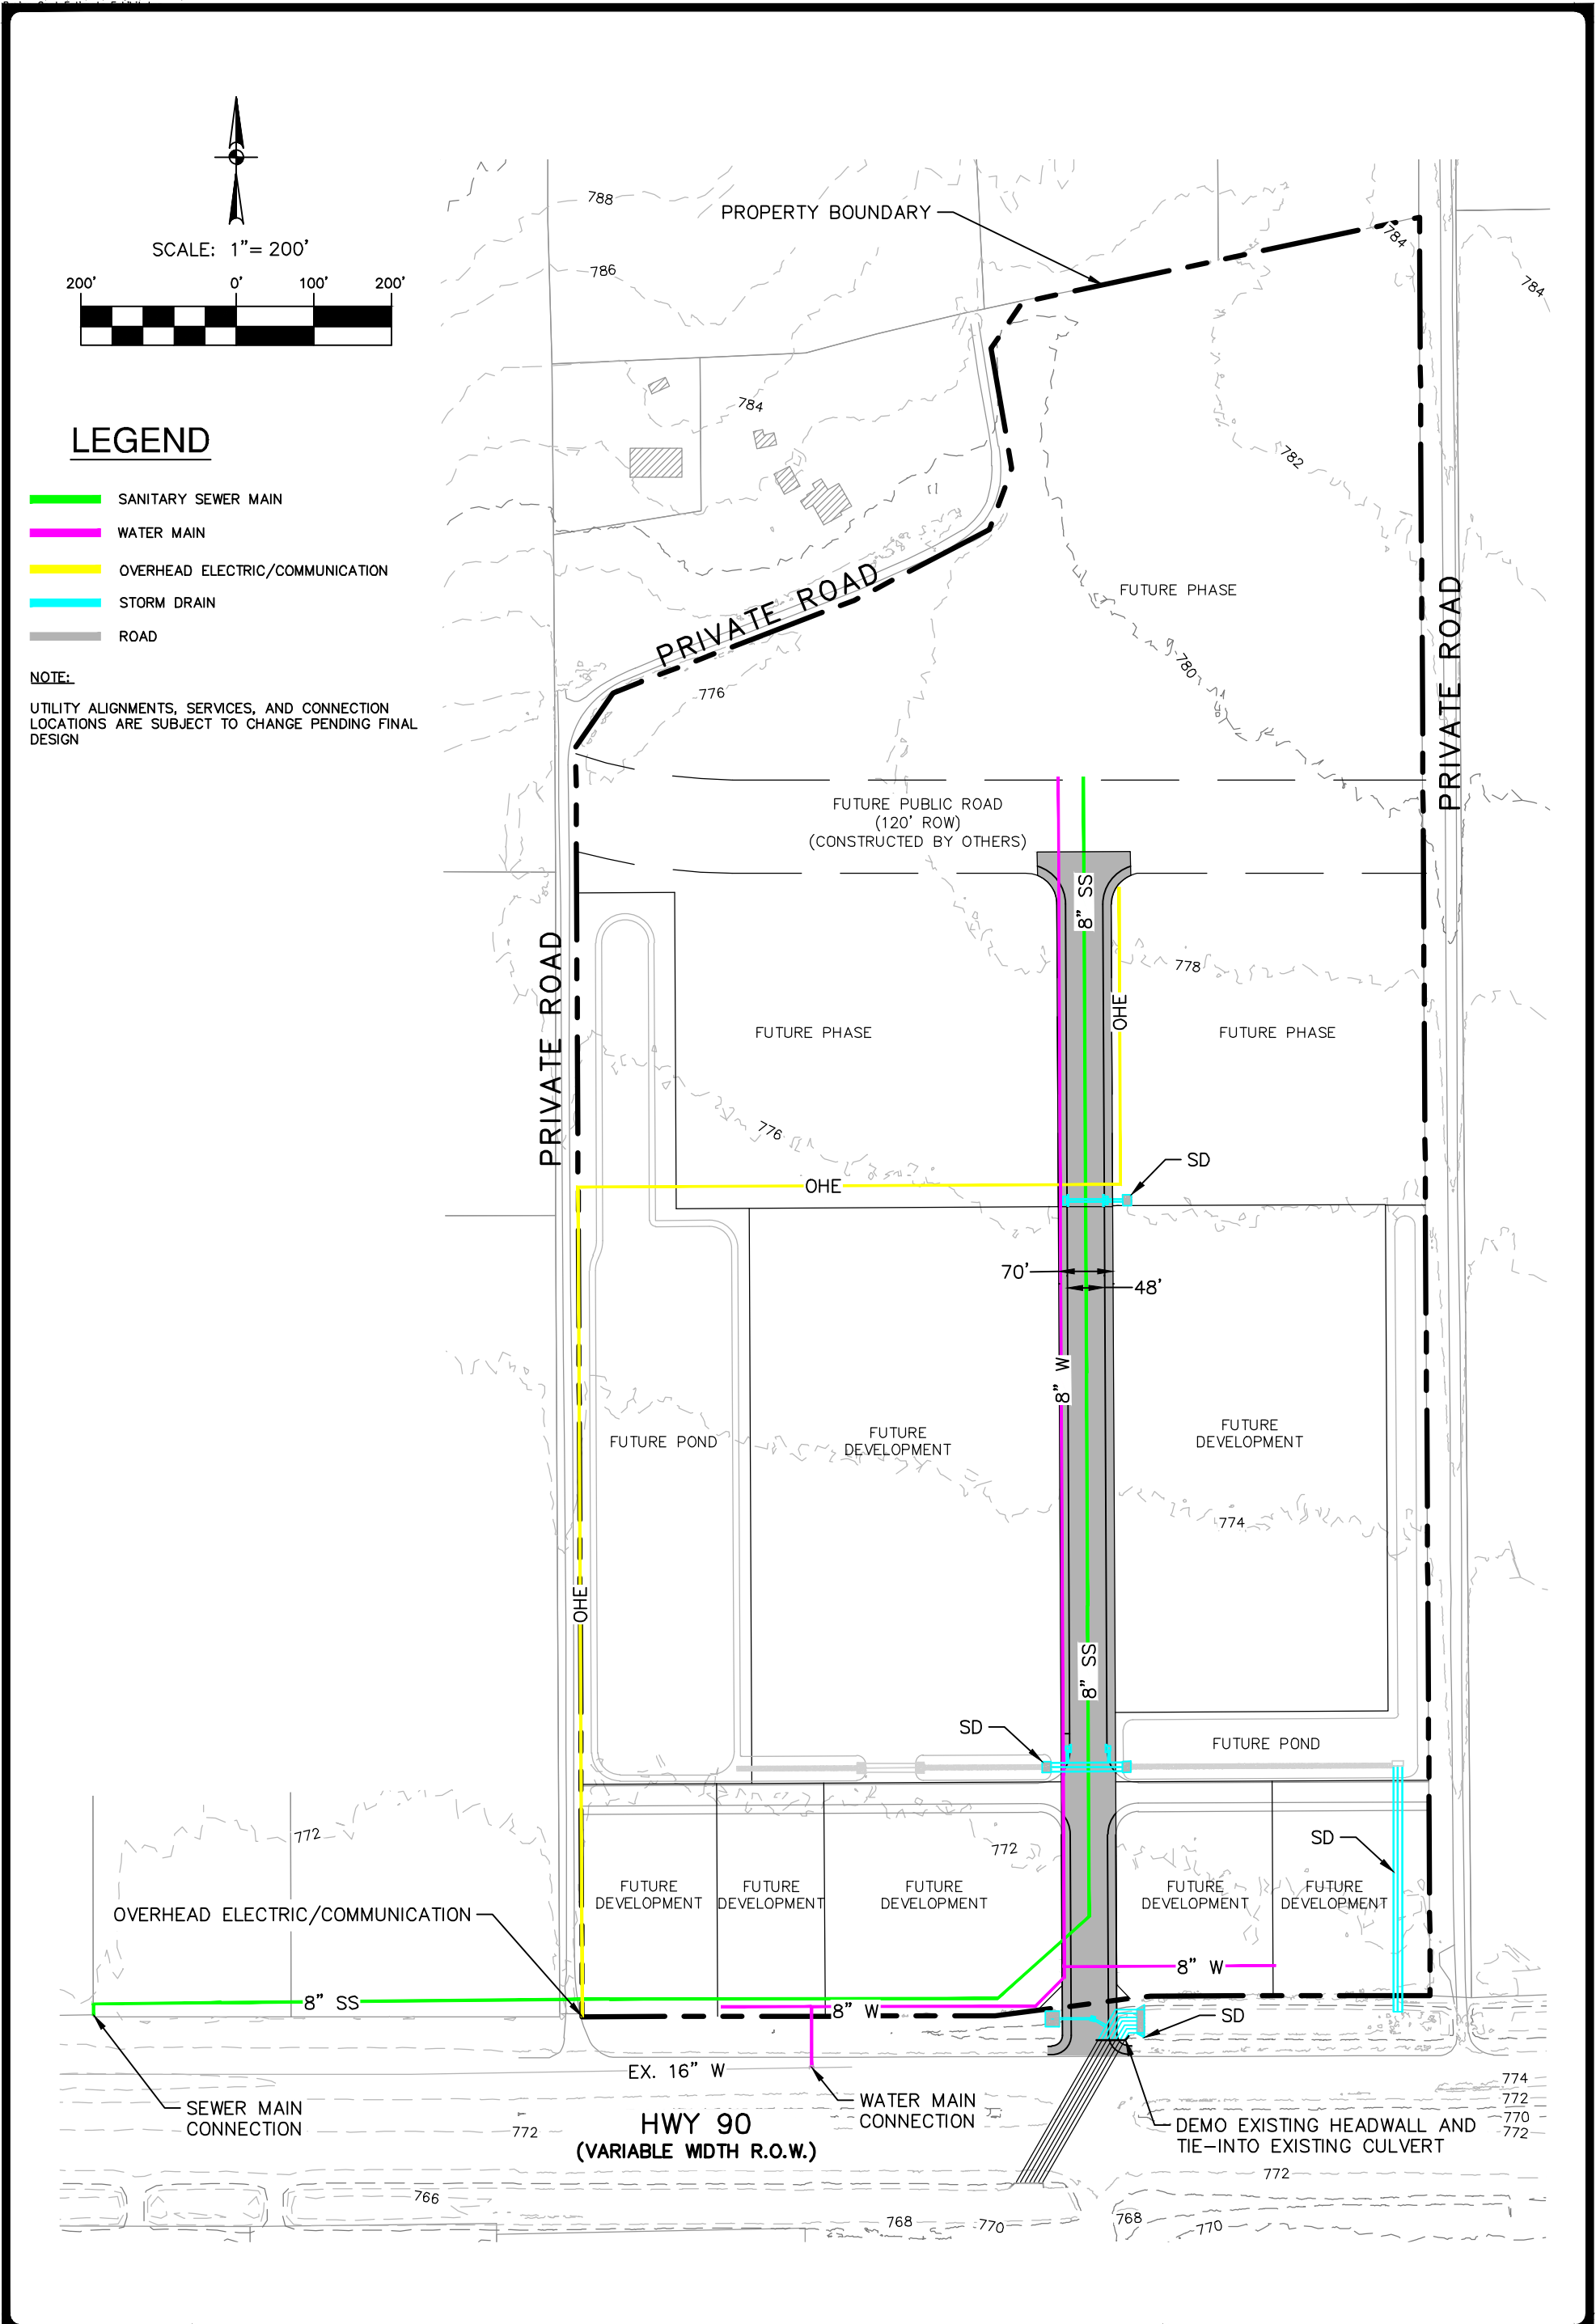 SCALE: 1"= 200'
200' 0' 100' 200'
LEGEND
SANITARY SEWER MAIN
WATER MAIN
OVERHEAD ELECTRIC/COMMUNICATION
STORM DRAIN
ROAD
NOTE:
UTILITY ALIGNMENTS, SERVICES, AND CONNECTION
LOCATIONS ARE SUBJECT TO CHANGE PENDING FINAL
DESIGN
788
PROPERTY BOUNDARY
784
786
784
784
782
PRIVATE ROAD
FUTURE PHASE
780
PRIVATE ROAD
776
FUTURE PUBLIC ROAD
(120' ROW)
(CONSTRUCTED BY OTHERS)
8" SS
778
PRIVATE ROAD
OHE
FUTURE PHASE
FUTURE PHASE
776
SD
OHE
70'
48'
8" W
FUTURE POND
FUTURE
DEVELOPMENT
FUTURE
DEVELOPMENT
774
OHE
8" SS
SD
FUTURE POND
772
772
SD
FUTURE
DEVELOPMENT
FUTURE
DEVELOPMENT
FUTURE
DEVELOPMENT
FUTURE
DEVELOPMENT
FUTURE
DEVELOPMENT
OVERHEAD ELECTRIC/COMMUNICATION
8" W
8" SS
8" W
SD
EX. 16" W
SEWER MAIN
CONNECTION
WATER MAIN
CONNECTION
HWY 90
(VARIABLE WIDTH R.O.W.)
DEMO EXISTING HEADWALL AND
TIE-INTO EXISTING CULVERT
774
772
770
772
772
772
766
768
770
768
770